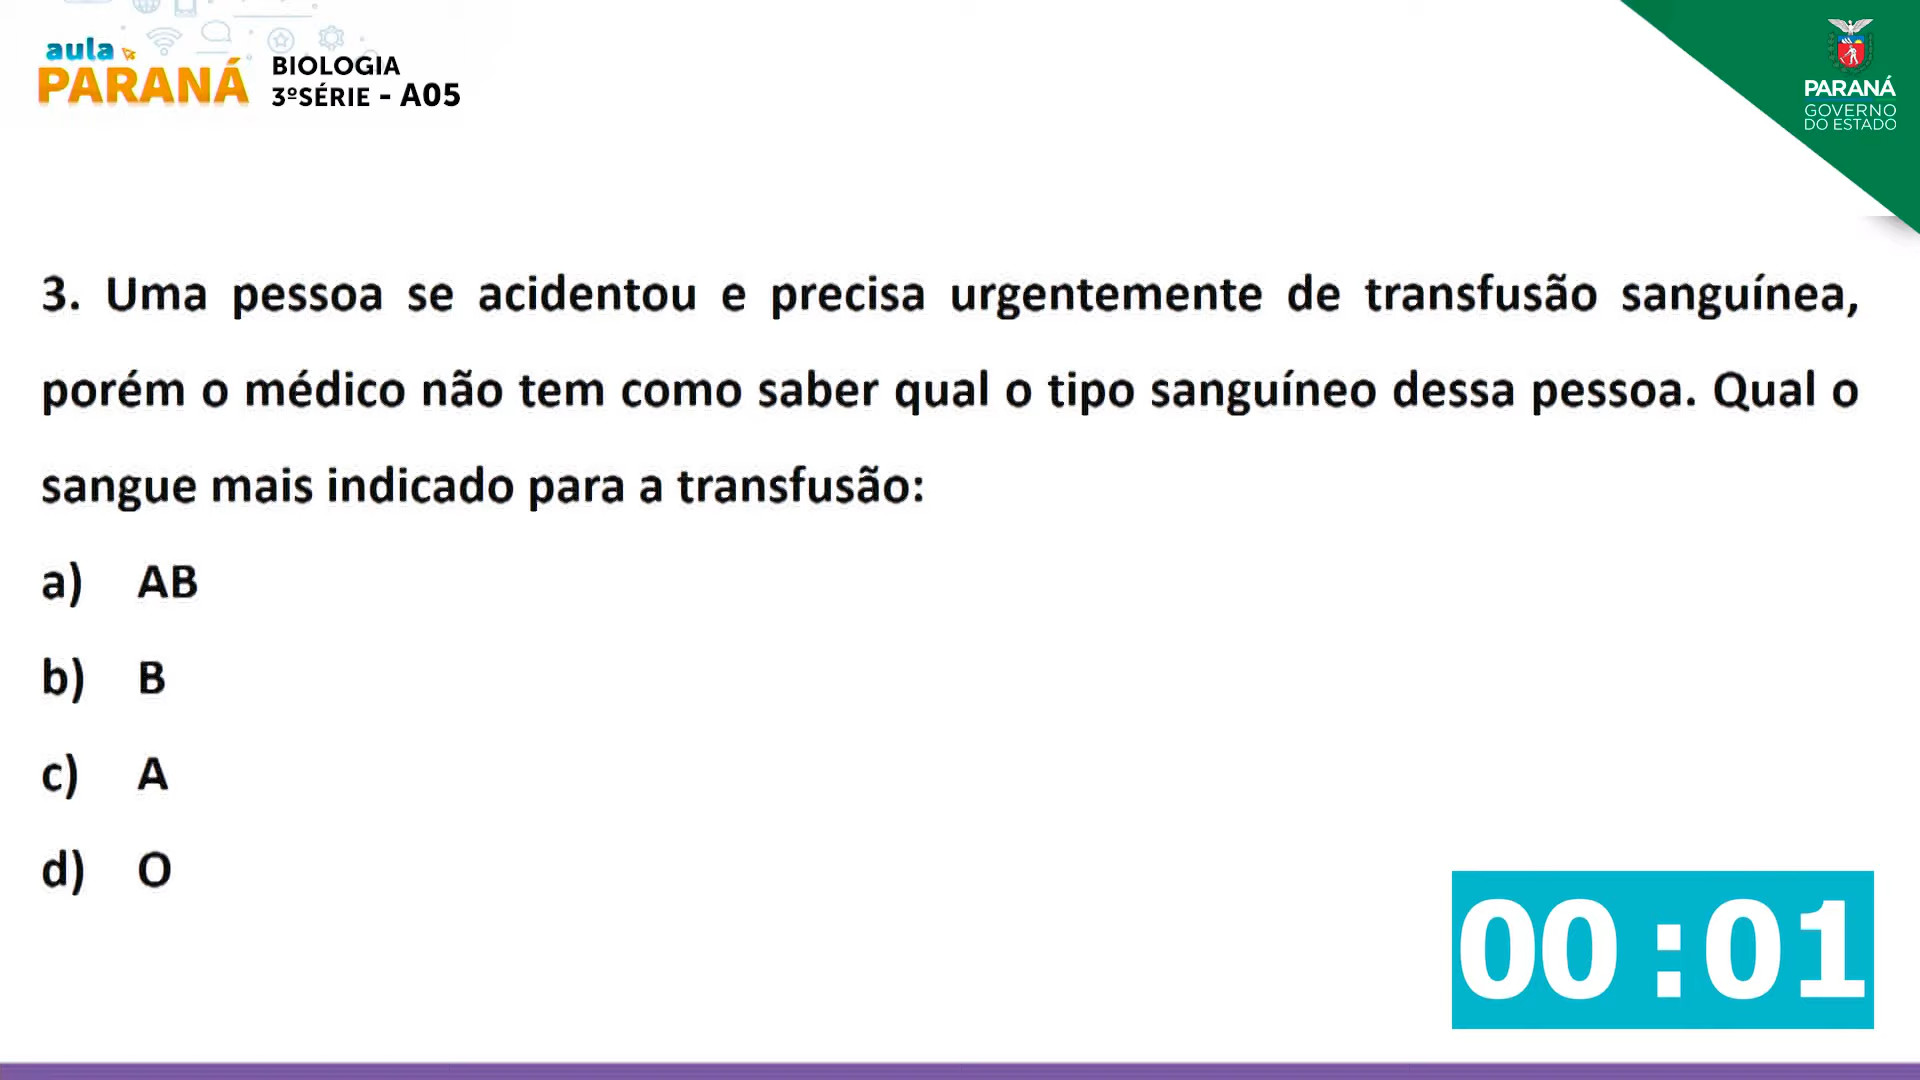 aula
PARANÁ
BIOLOGIA
3ºSÉRIE - A05
PARANÁ
GOVERNO
DO ESTADO
3. Uma pessoa se acidentou e precisa urgentemente de transfusão sanguínea,
porém o médico não tem como saber qual o tipo sanguíneo dessa pessoa. Qual o
sangue mais indicado para a transfusão:
a) AB
b) B
c) A
d) O
00:01